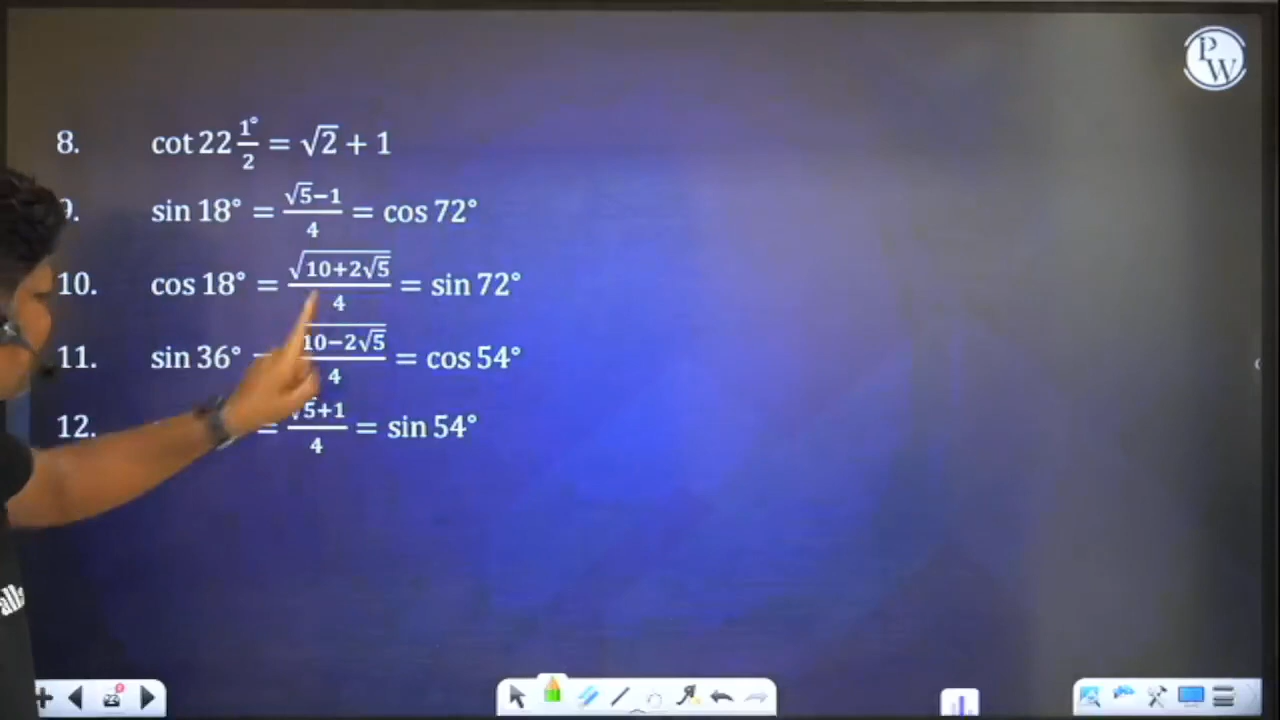 PW
8. cot 22 1/2° = √2 + 1
9. sin 18° = (√5−1)/4 = cos 72°
10. cos 18° = √(10+2√5)/4 = sin 72°
11. sin 36° = 10−2√5/4 = cos 54°
12. = √5+1/4 = sin 54°